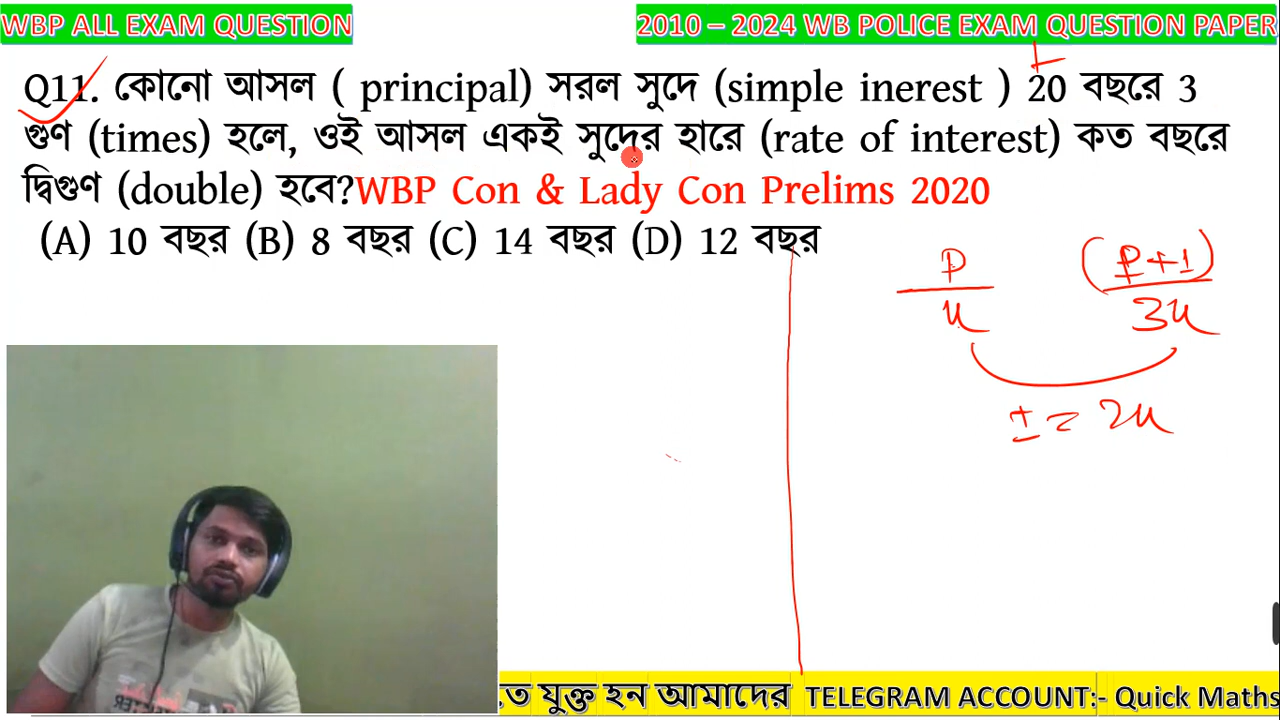 WBP ALL EXAM QUESTION
2010 – 2024 WB POLICE EXAM QUESTION PAPER
Q11. কোনো আসল ( principal) সরল সুদে (simple inerest ) 20 বছরে 3
গুণ (times) হলে, ওই আসল একই সুদের হারে (rate of interest) কত বছরে
দ্বিগুণ (double) হবে?WBP Con & Lady Con Prelims 2020
(A) 10 বছর (B) 8 বছর (C) 14 বছর (D) 12 বছর
P (P+I)
x 3x
I = 2x
তে যুক্ত হন আমাদের TELEGRAM ACCOUNT:- Quick Maths